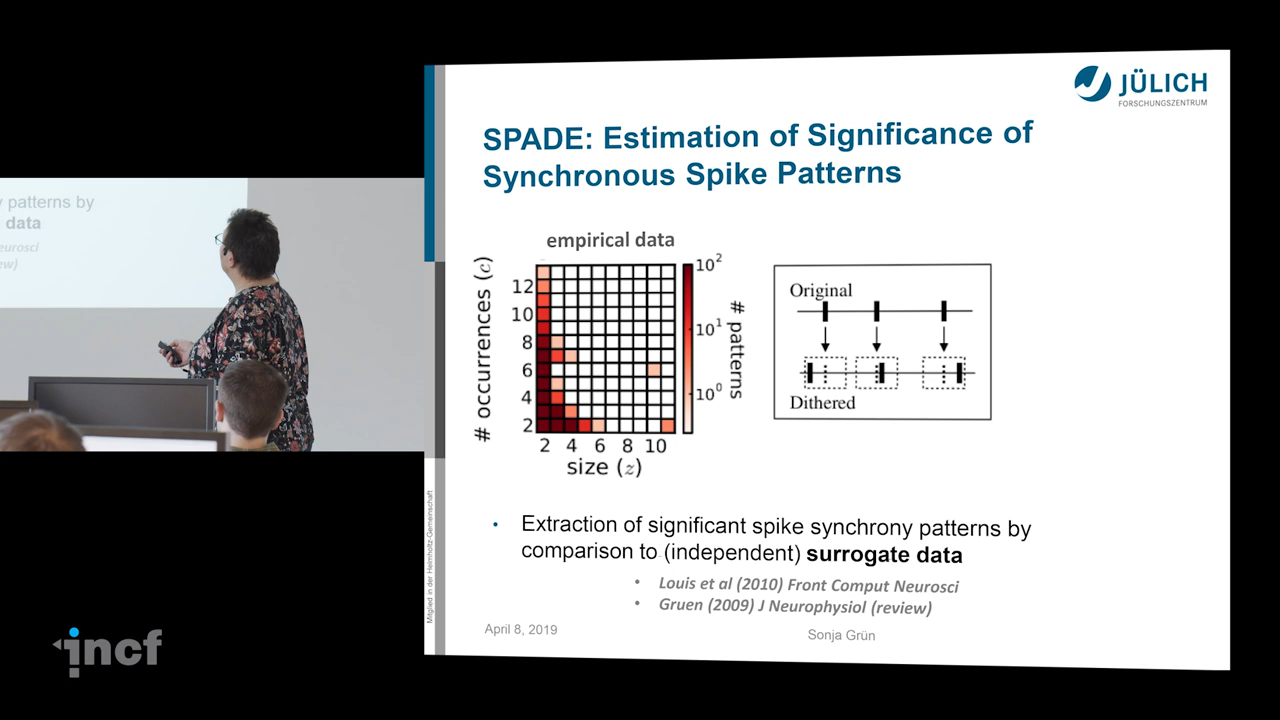 JÜLICH
FORSCHUNGSZENTRUM
SPADE: Estimation of Significance of
Synchronous Spike Patterns
y patterns by
data
eurosci
ew)
empirical data
# occurrences (c)
12
10
8
6
4
2
2 4 6 8 10
size (z)
10²
10¹
10⁰
# patterns
Original
Dithered
• Extraction of significant spike synchrony patterns by
comparison to (independent) surrogate data
• Louis et al (2010) Front Comput Neurosci
• Gruen (2009) J Neurophysiol (review)
Mitglied in der Helmholtz-Gemeinschaft
April 8, 2019
Sonja Grün
incf